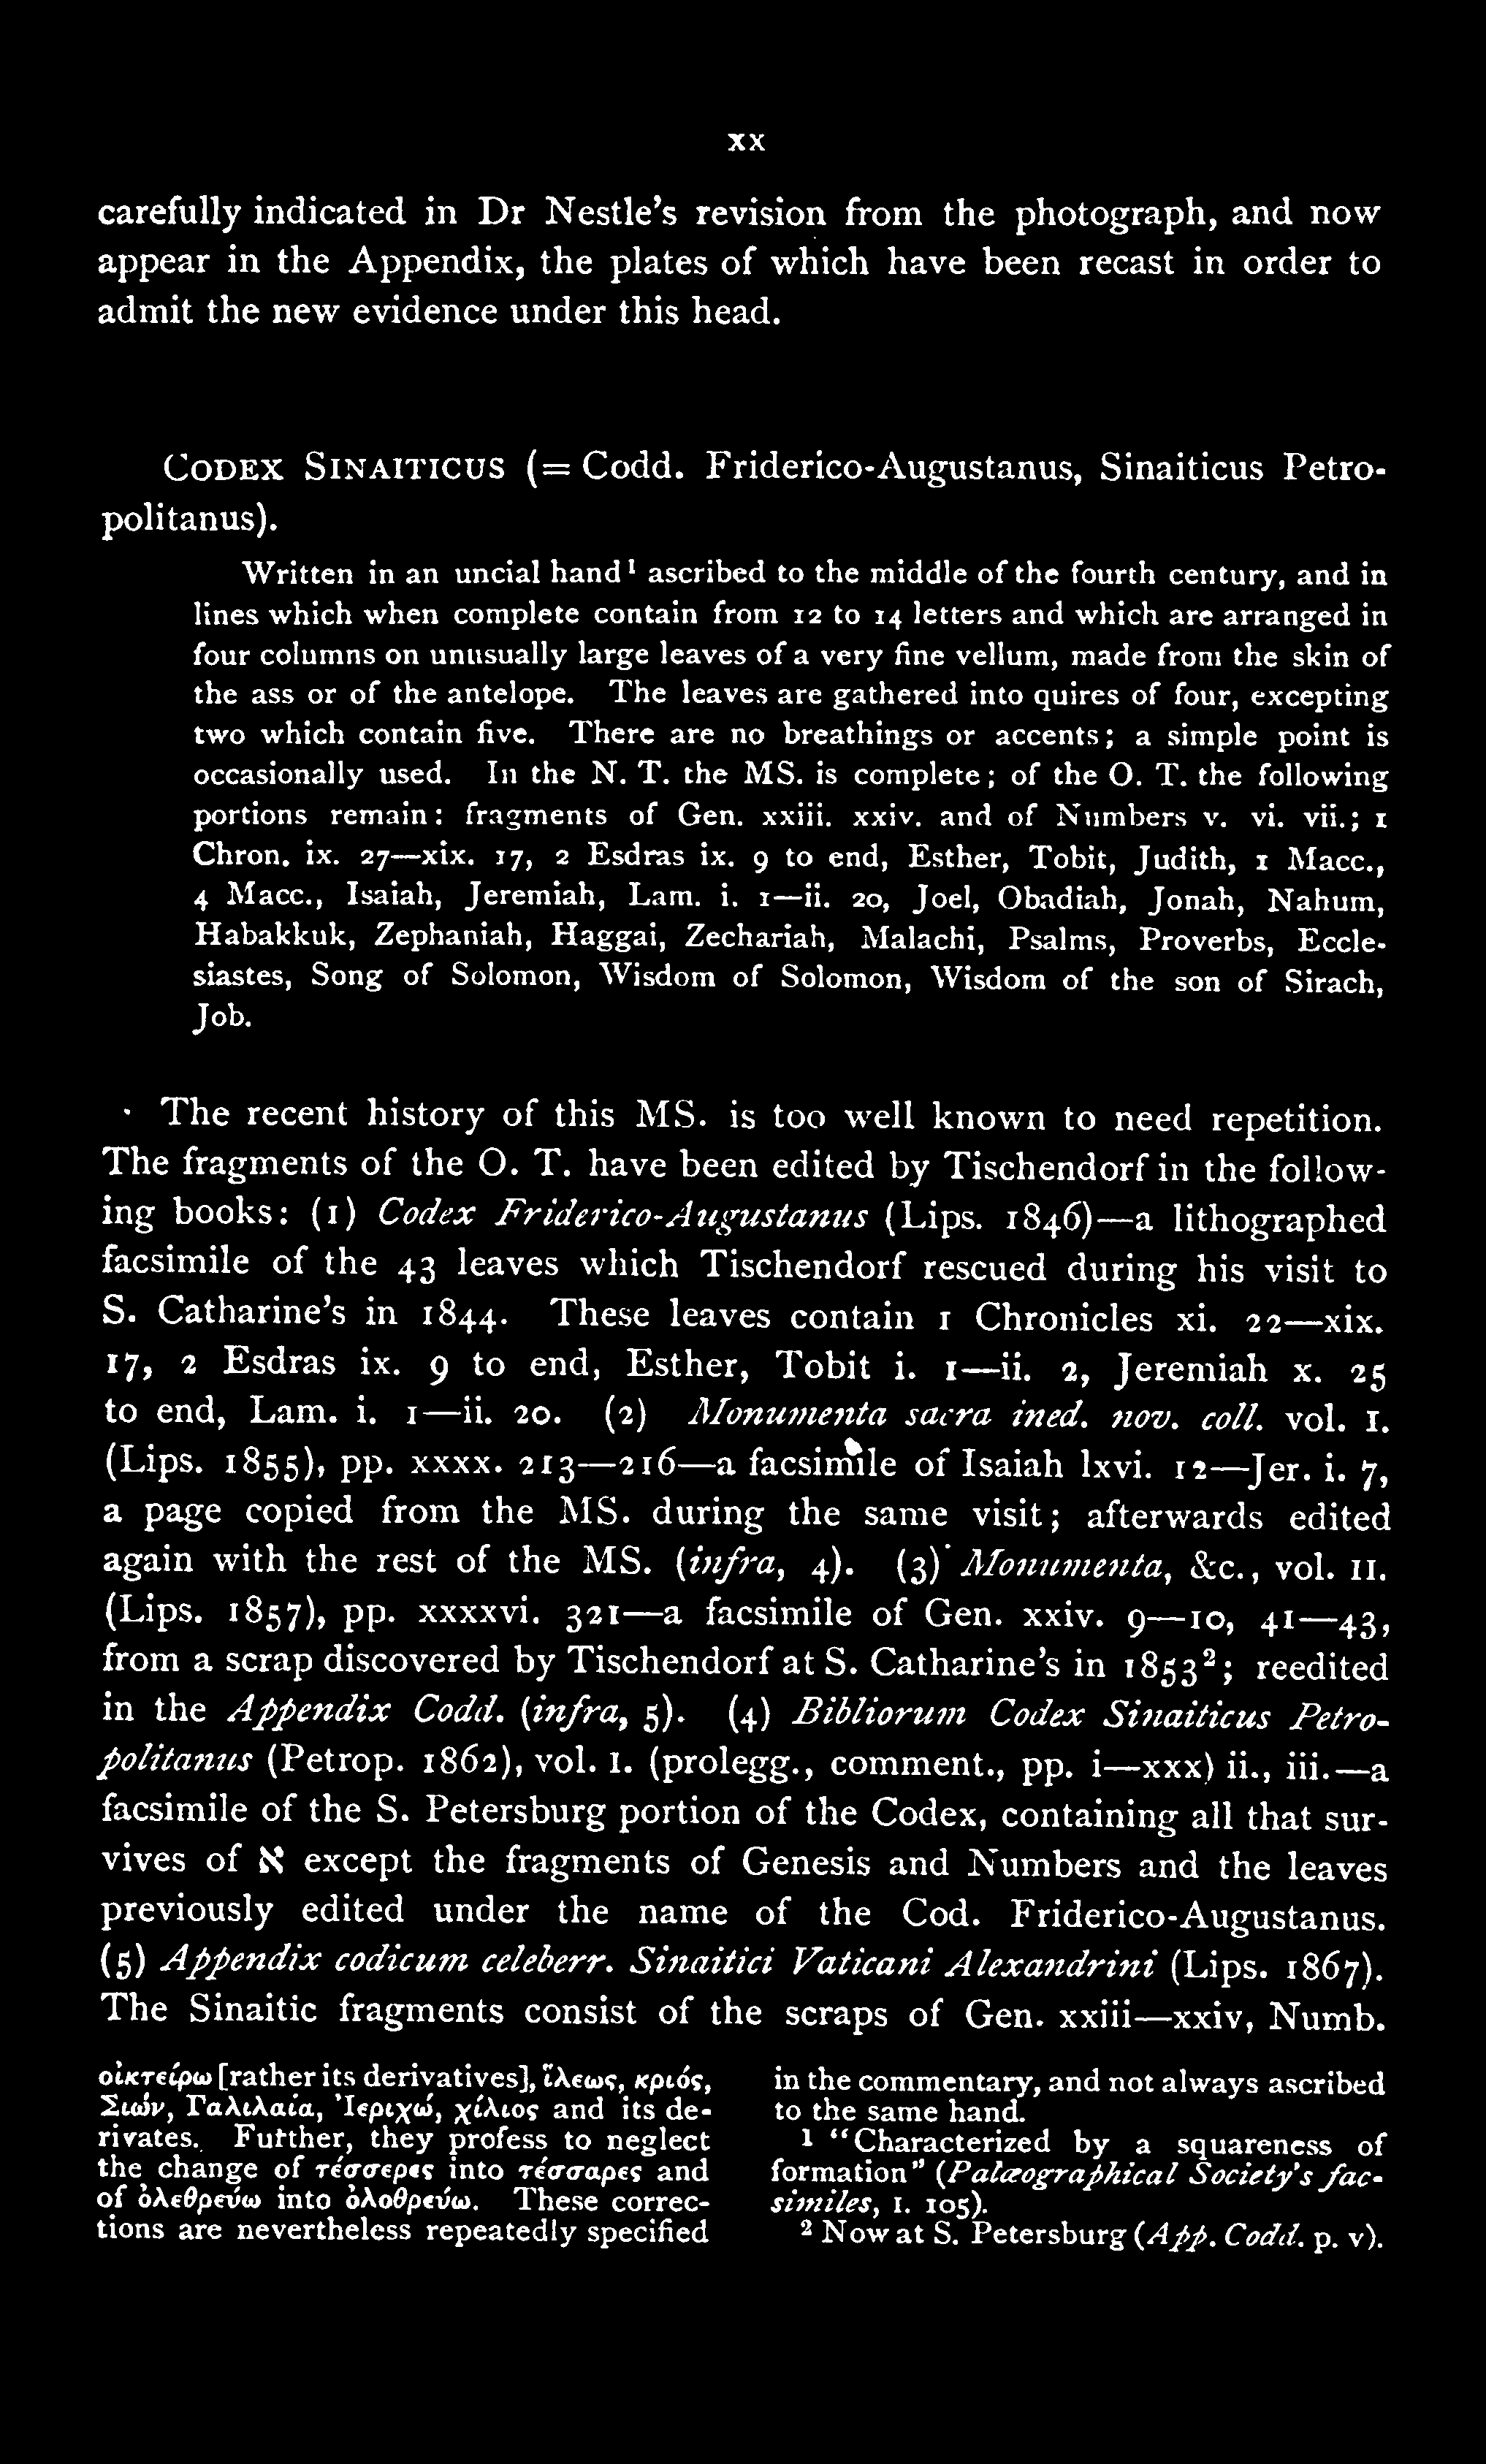 xx
carefully indicated in Dr Nestle's revision from the photograph, and now
appear in the Appendix, the plates of which have been recast in order to
admit the new evidence under this head.
Codex Sinaiticus (= Codd. Friderico-Augustanus, Sinaiticus Petro-
politanus).
Written in an uncial hand¹ ascribed to the middle of the fourth century, and in
lines which when complete contain from 12 to 14 letters and which are arranged in
four columns on unusually large leaves of a very fine vellum, made from the skin of
the ass or of the antelope. The leaves are gathered into quires of four, excepting
two which contain five. There are no breathings or accents; a simple point is
occasionally used. In the N. T. the MS. is complete; of the O. T. the following
portions remain: fragments of Gen. xxiii. xxiv. and of Numbers v. vi. vii.; 1
Chron. ix. 27—xix. 17, 2 Esdras ix. 9 to end, Esther, Tobit, Judith, 1 Macc.,
4 Macc., Isaiah, Jeremiah, Lam. i. 1—ii. 20, Joel, Obadiah, Jonah, Nahum,
Habakkuk, Zephaniah, Haggai, Zechariah, Malachi, Psalms, Proverbs, Eccle-
siastes, Song of Solomon, Wisdom of Solomon, Wisdom of the son of Sirach,
Job.
The recent history of this MS. is too well known to need repetition.
The fragments of the O. T. have been edited by Tischendorf in the follow-
ing books: (1) Codex Friderico-Augustanus (Lips. 1846)—a lithographed
facsimile of the 43 leaves which Tischendorf rescued during his visit to
S. Catharine's in 1844. These leaves contain 1 Chronicles xi. 22—xix.
17, 2 Esdras ix. 9 to end, Esther, Tobit i. 1—ii. 2, Jeremiah x. 25
to end, Lam. i. 1—ii. 20. (2) Monumenta sacra ined. nov. coll. vol. I.
(Lips. 1855), pp. xxxx. 213—216—a facsimile of Isaiah lxvi. 12—Jer. i. 7,
a page copied from the MS. during the same visit; afterwards edited
again with the rest of the MS. (infra, 4). (3) Monumenta, &c., vol. II.
(Lips. 1857), pp. xxxxvi. 321—a facsimile of Gen. xxiv. 9—10, 41—43,
from a scrap discovered by Tischendorf at S. Catharine's in 1853²; reedited
in the Appendix Codd. (infra, 5). (4) Bibliorum Codex Sinaiticus Petro-
politanus (Petrop. 1862), vol. I. (prolegg., comment., pp. i—xxx) ii., iii.—a
facsimile of the S. Petersburg portion of the Codex, containing all that sur-
vives of א except the fragments of Genesis and Numbers and the leaves
previously edited under the name of the Cod. Friderico-Augustanus.
(5) Appendix codicum celeberr. Sinaitici Vaticani Alexandrini (Lips. 1867).
The Sinaitic fragments consist of the scraps of Gen. xxiii—xxiv, Numb.
οἰκτείρω [rather its derivatives], ἵλεως, κριός,
Σιών, Γαλιλαία, Ἰεριχώ, χίλιος and its de-
rivates. Further, they profess to neglect
the change of τέσσερες into τέσσαρες and
of ὀλεθρεύω into ὀλοθρεύω. These correc-
tions are nevertheless repeatedly specified
in the commentary, and not always ascribed
to the same hand.
¹ "Characterized by a squareness of
formation" (Palæographical Society's fac-
similes, I. 105).
² Now at S. Petersburg (App. Codd. p. v).